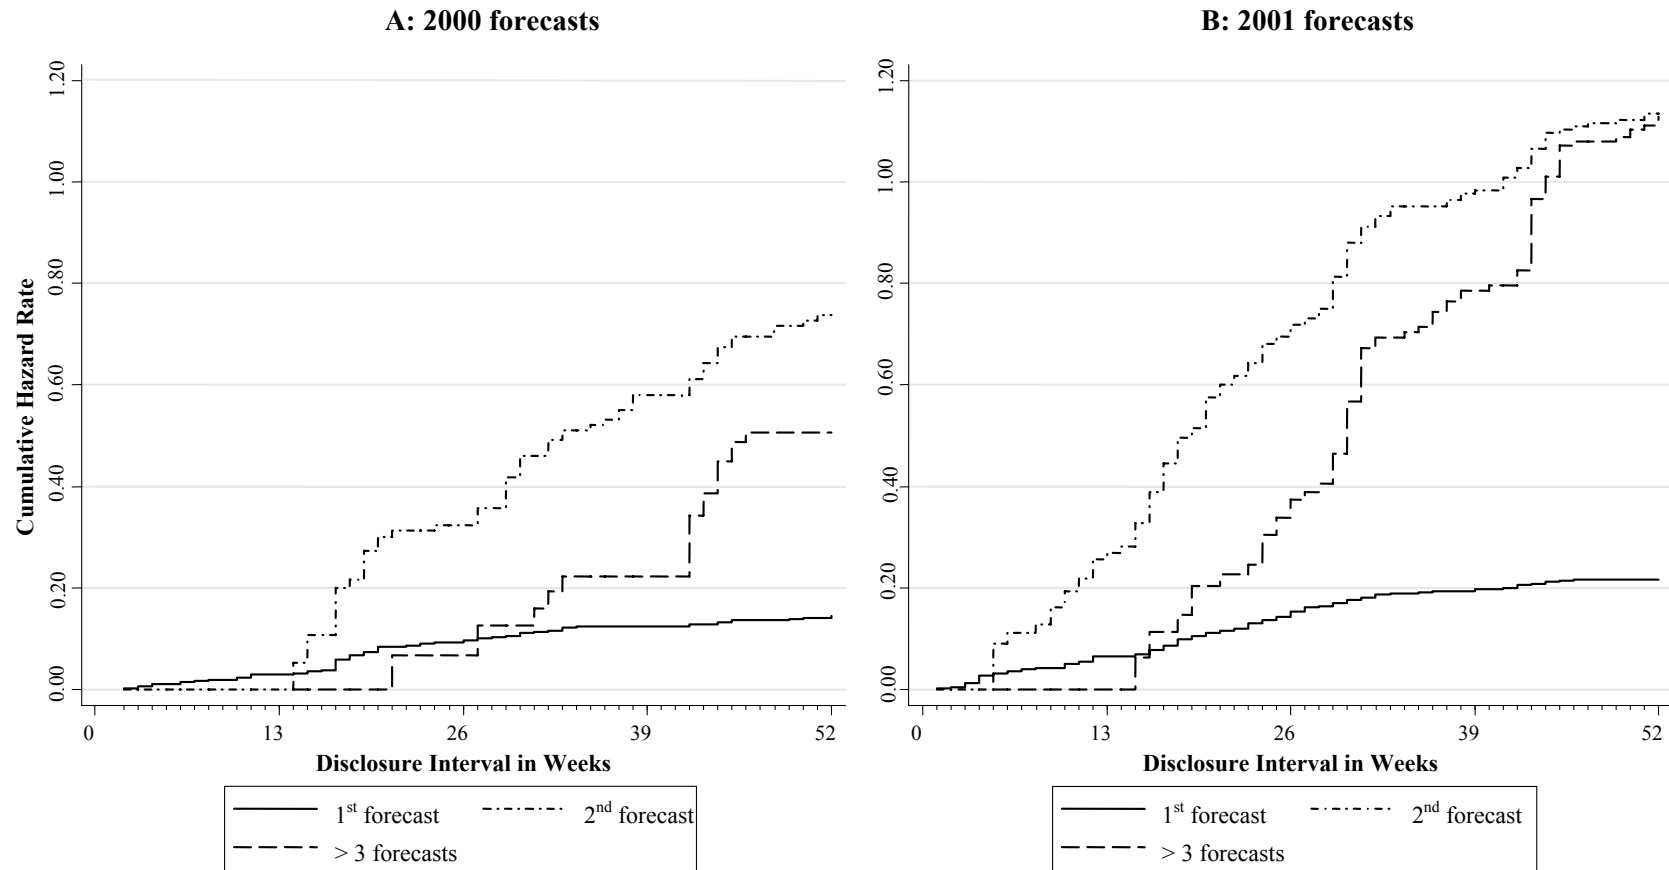 A: 2000 forecasts
B: 2001 forecasts
Cumulative Hazard Rate
1.20
1.00
0.80
0.60
0.40
0.20
0.00
0 13 26 39 52
Disclosure Interval in Weeks
1st forecast 2nd forecast
> 3 forecasts
1.20
1.00
0.80
0.60
0.40
0.20
0.00
0 13 26 39 52
Disclosure Interval in Weeks
1st forecast 2nd forecast
> 3 forecasts